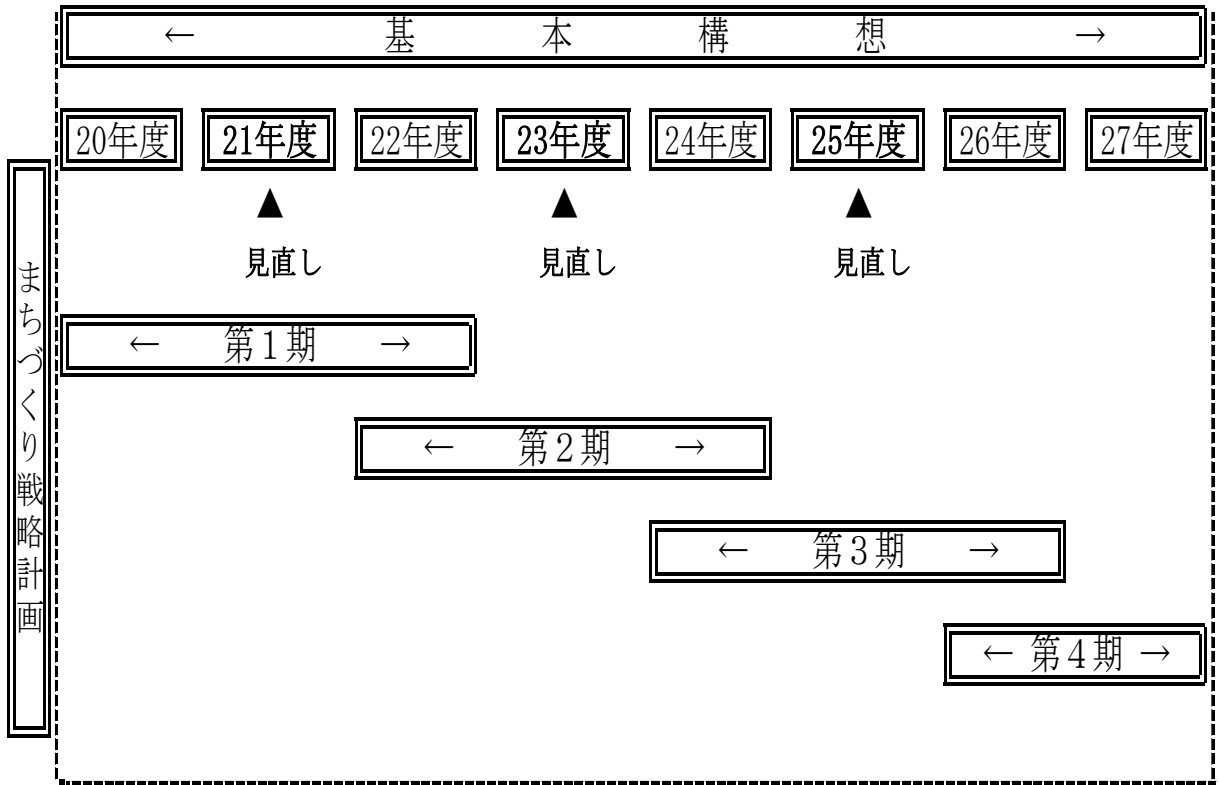 ← 基本構想 →
20年度 21年度 22年度 23年度 24年度 25年度 26年度 27年度
▲ ▲ ▲
見直し 見直し 見直し
まちづくり戦略計画
← 第1期 →
← 第2期 →
← 第3期 →
← 第4期 →